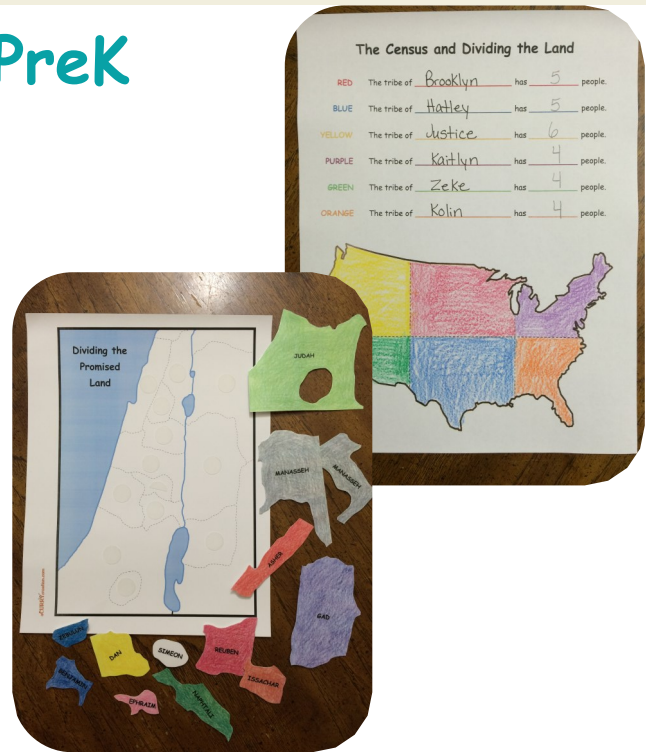 PreK
The Census and Dividing the Land
RED The tribe of Brooklyn has 5 people.
BLUE The tribe of Hatley has 5 people.
YELLOW The tribe of Justice has 6 people.
PURPLE The tribe of Kaitlyn has 4 people.
GREEN The tribe of Zeke has 4 people.
ORANGE The tribe of Kolin has 4 people.
Dividing the
Promised
Land
JUDAH
MANASSEH
MANASSEH
ASHER
GAD
ZEBULUN
DAN
SIMEON
REUBEN
ISSACHAR
BENJAMIN
EPHRAIM
NAPHTALI